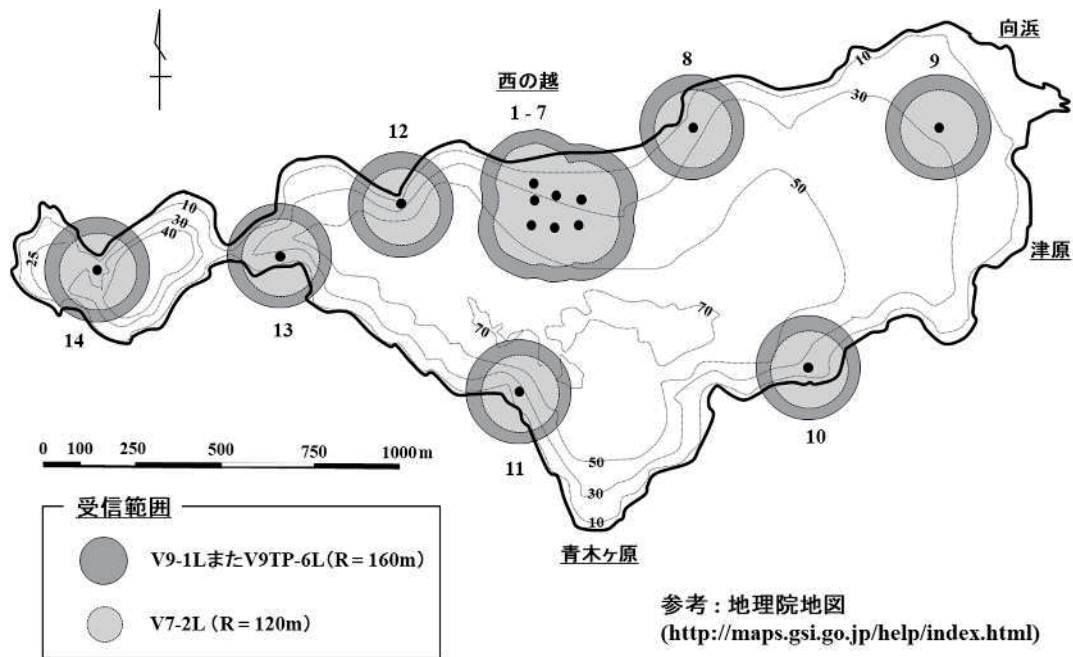 向浜
8
9
10
30
西の越
1 - 7
12
50
10
30
40
25
津原
70
70
14
13
11
10
50
30
10
0 100 250 500 750 1000 m
青木ヶ原
受信範囲
V9-1LまたV9TP-6L(R = 160m)
V7-2L (R = 120m)
参考 : 地理院地図
(http://maps.gsi.go.jp/help/index.html)